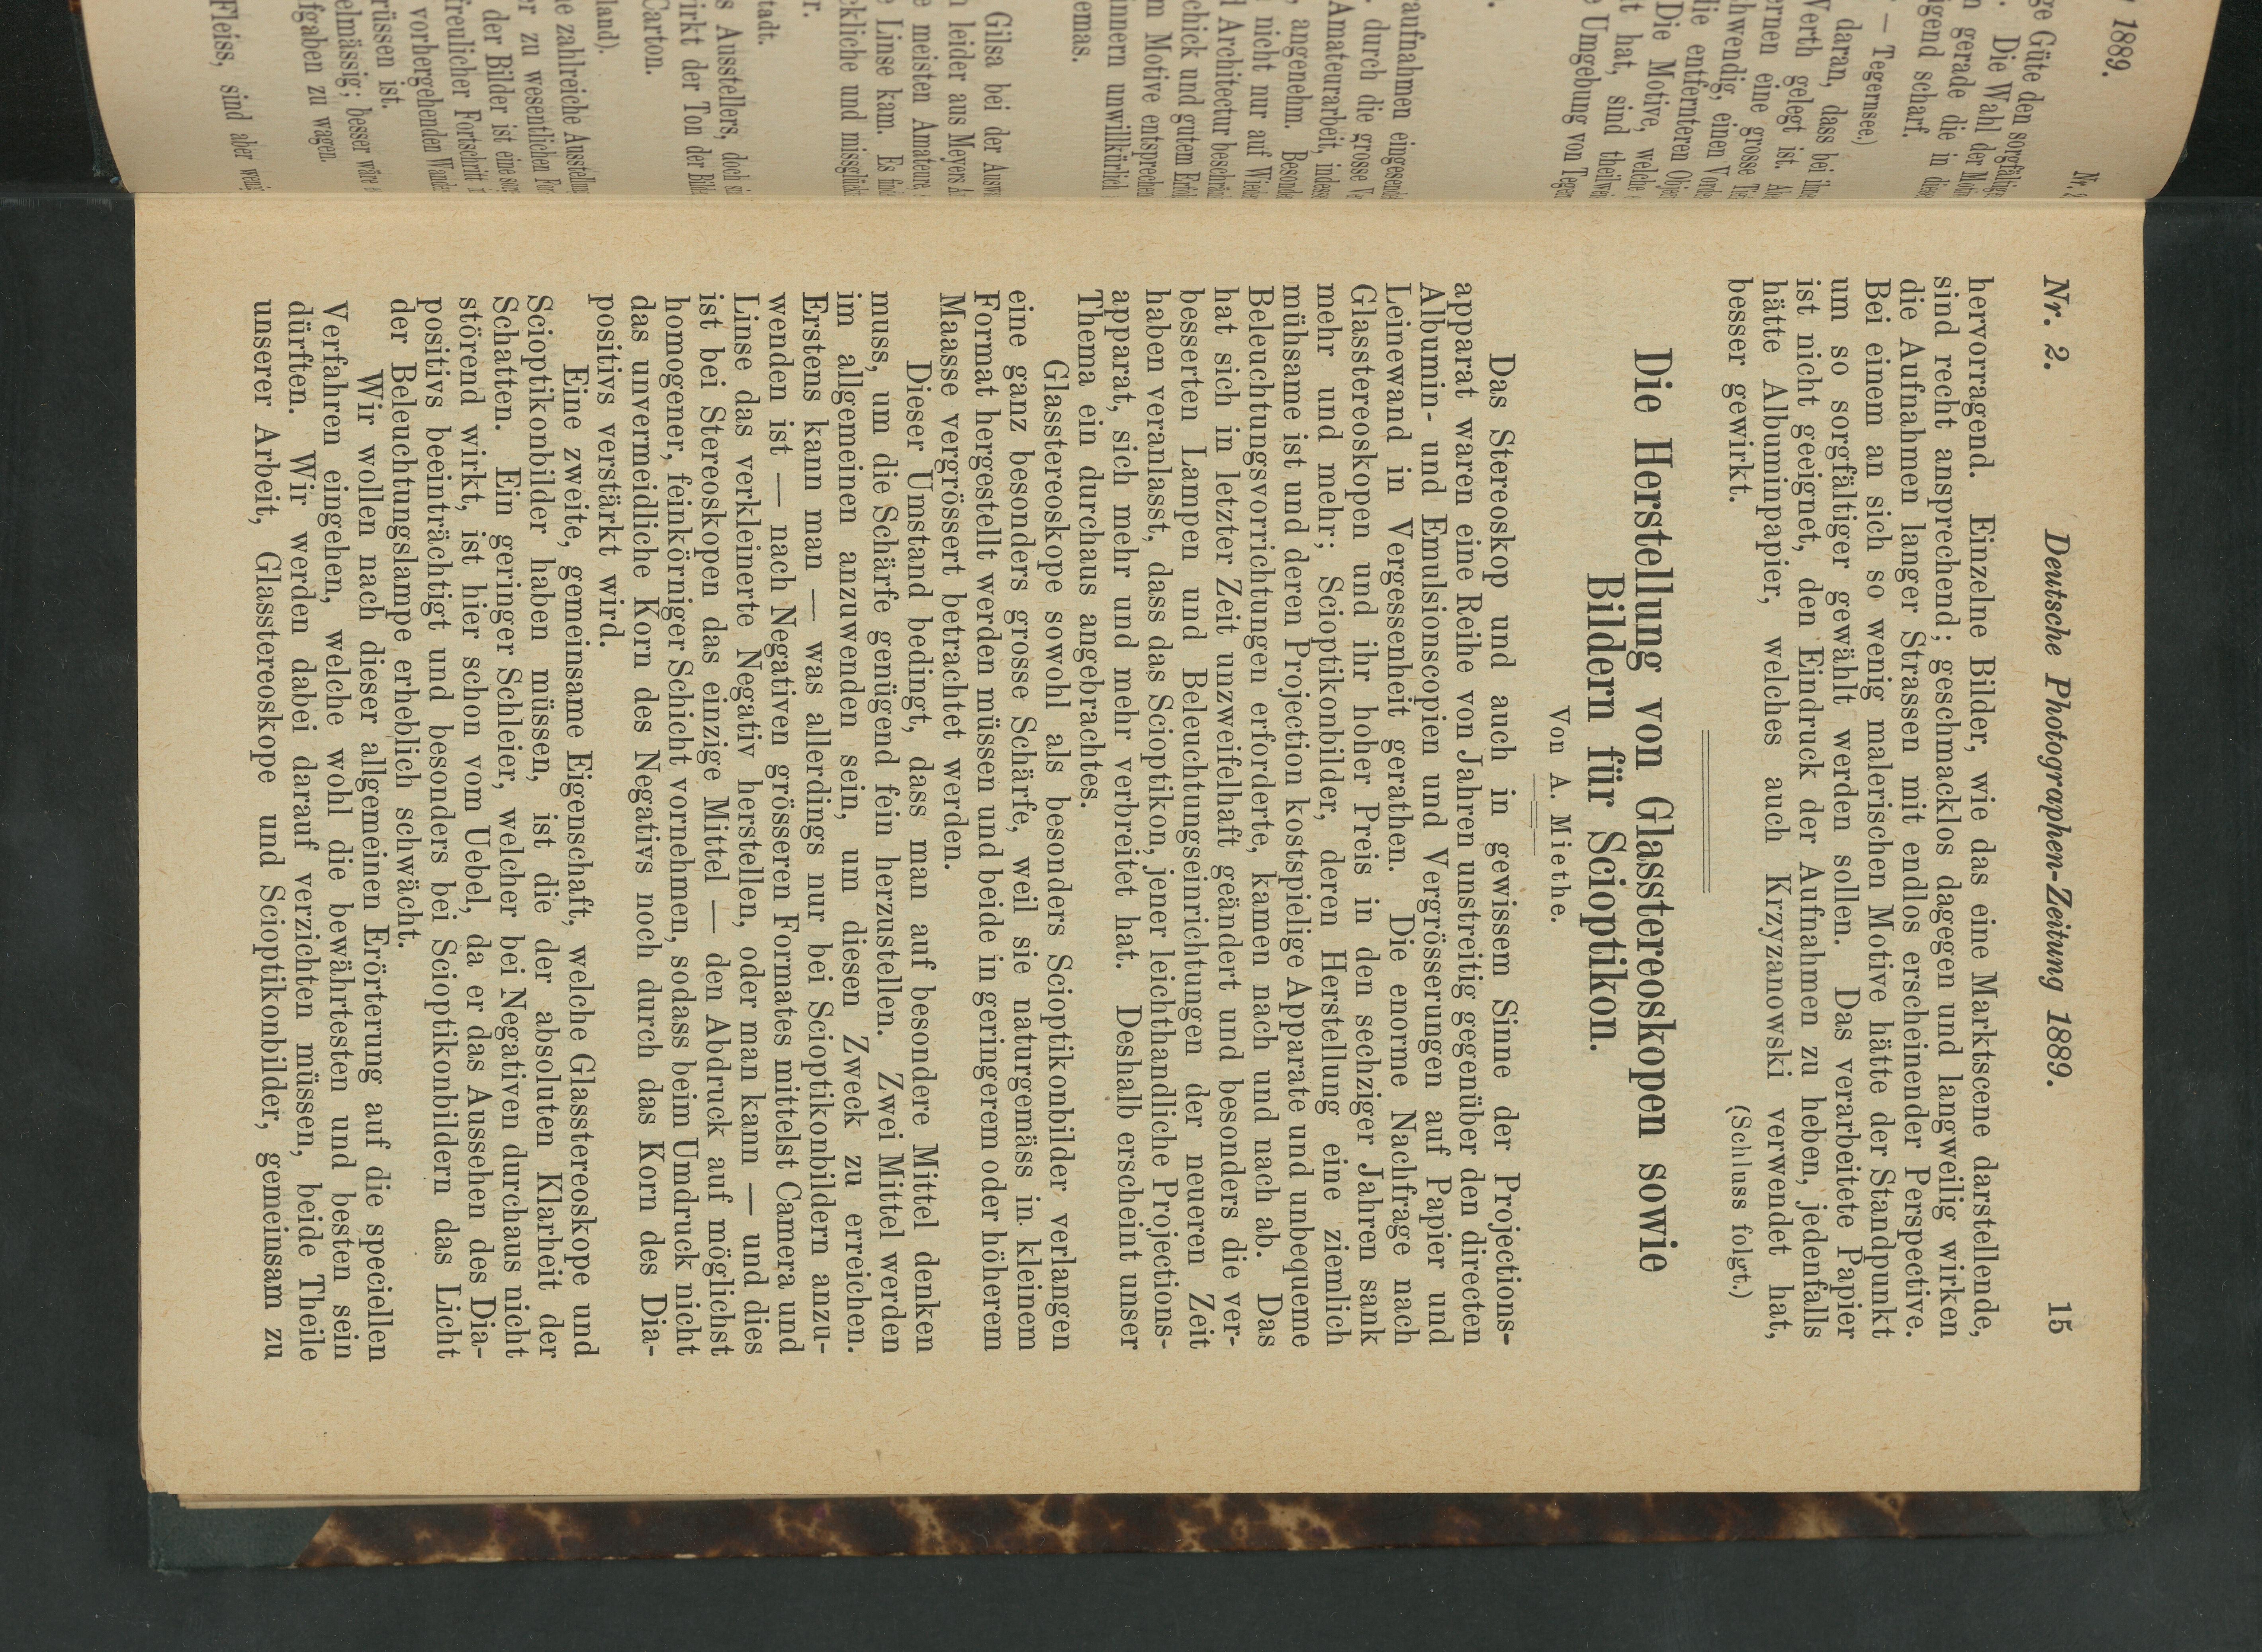 Nr. 2. Deutsche Photographen-Zeitung 1889. 15
hervorragend. Einzelne Bilder, wie das eine Marktscene darstellende,
sind recht ansprechend; geschmacklos dagegen und langweilig wirken
die Aufnahmen langer Strassen mit endlos erscheinender Perspective.
Bei einem an sich so wenig malerischen Motive hätte der Standpunkt
um so sorgfältiger gewählt werden sollen. Das verarbeitete Papier
ist nicht geeignet, den Eindruck der Aufnahmen zu heben, jedenfalls
hätte Albuminpapier, welches auch Krzyzanowski verwendet hat,
besser gewirkt. (Schluss folgt.)
Die Herstellung von Glasstereoskopen sowie
Bildern für Scioptikon.
Von A. Miethe.
Das Stereoskop und auch in gewissem Sinne der Projections-
apparat waren eine Reihe von Jahren unstreitig gegenüber den directen
Albumin- und Emulsionscopien und Vergrösserungen auf Papier und
Leinewand in Vergessenheit gerathen. Die enorme Nachfrage nach
Glasstereoskopen und ihr hoher Preis in den sechziger Jahren sank
mehr und mehr; Scioptikonbilder, deren Herstellung eine ziemlich
mühsame ist und deren Projection kostspielige Apparate und unbequeme
Beleuchtungsvorrichtungen erforderte, kamen nach und nach ab. Das
hat sich in letzter Zeit unzweifelhaft geändert und besonders die ver-
besserten Lampen und Beleuchtungseinrichtungen der neueren Zeit
haben veranlasst, dass das Scioptikon, jener leichthandliche Projections-
apparat, sich mehr und mehr verbreitet hat. Deshalb erscheint unser
Thema ein durchaus angebrachtes.
Glasstereoskope sowohl als besonders Scioptikonbilder verlangen
eine ganz besonders grosse Schärfe, weil sie naturgemäss in kleinem
Format hergestellt werden müssen und beide in geringerem oder höherem
Maasse vergrössert betrachtet werden.
Dieser Umstand bedingt, dass man auf besondere Mittel denken
muss, um die Schärfe genügend fein herzustellen. Zwei Mittel werden
im allgemeinen anzuwenden sein, um diesen Zweck zu erreichen.
Erstens kann man — was allerdings nur bei Scioptikonbildern anzu-
wenden ist — nach Negativen grösseren Formates mittelst Camera und
Linse das verkleinerte Negativ herstellen, oder man kann — und dies
ist bei Stereoskopen das einzige Mittel — den Abdruck auf möglichst
homogener, feinkörniger Schicht vornehmen, sodass beim Umdruck nicht
das unvermeidliche Korn des Negativs noch durch das Korn des Dia-
positivs verstärkt wird.
Eine zweite, gemeinsame Eigenschaft, welche Glasstereoskope und
Scioptikonbilder haben müssen, ist die der absoluten Klarheit der
Schatten. Ein geringer Schleier, welcher bei Negativen durchaus nicht
störend wirkt, ist hier schon vom Uebel, da er das Aussehen des Dia-
positivs beeinträchtigt und besonders bei Scioptikonbildern das Licht
der Beleuchtungslampe erheblich schwächt.
Wir wollen nach dieser allgemeinen Erörterung auf die speciellen
Verfahren eingehen, welche wohl die bewährtesten und besten sein
dürften. Wir werden dabei darauf verzichten müssen, beide Theile
unserer Arbeit, Glasstereoskope und Scioptikonbilder, gemeinsam zu